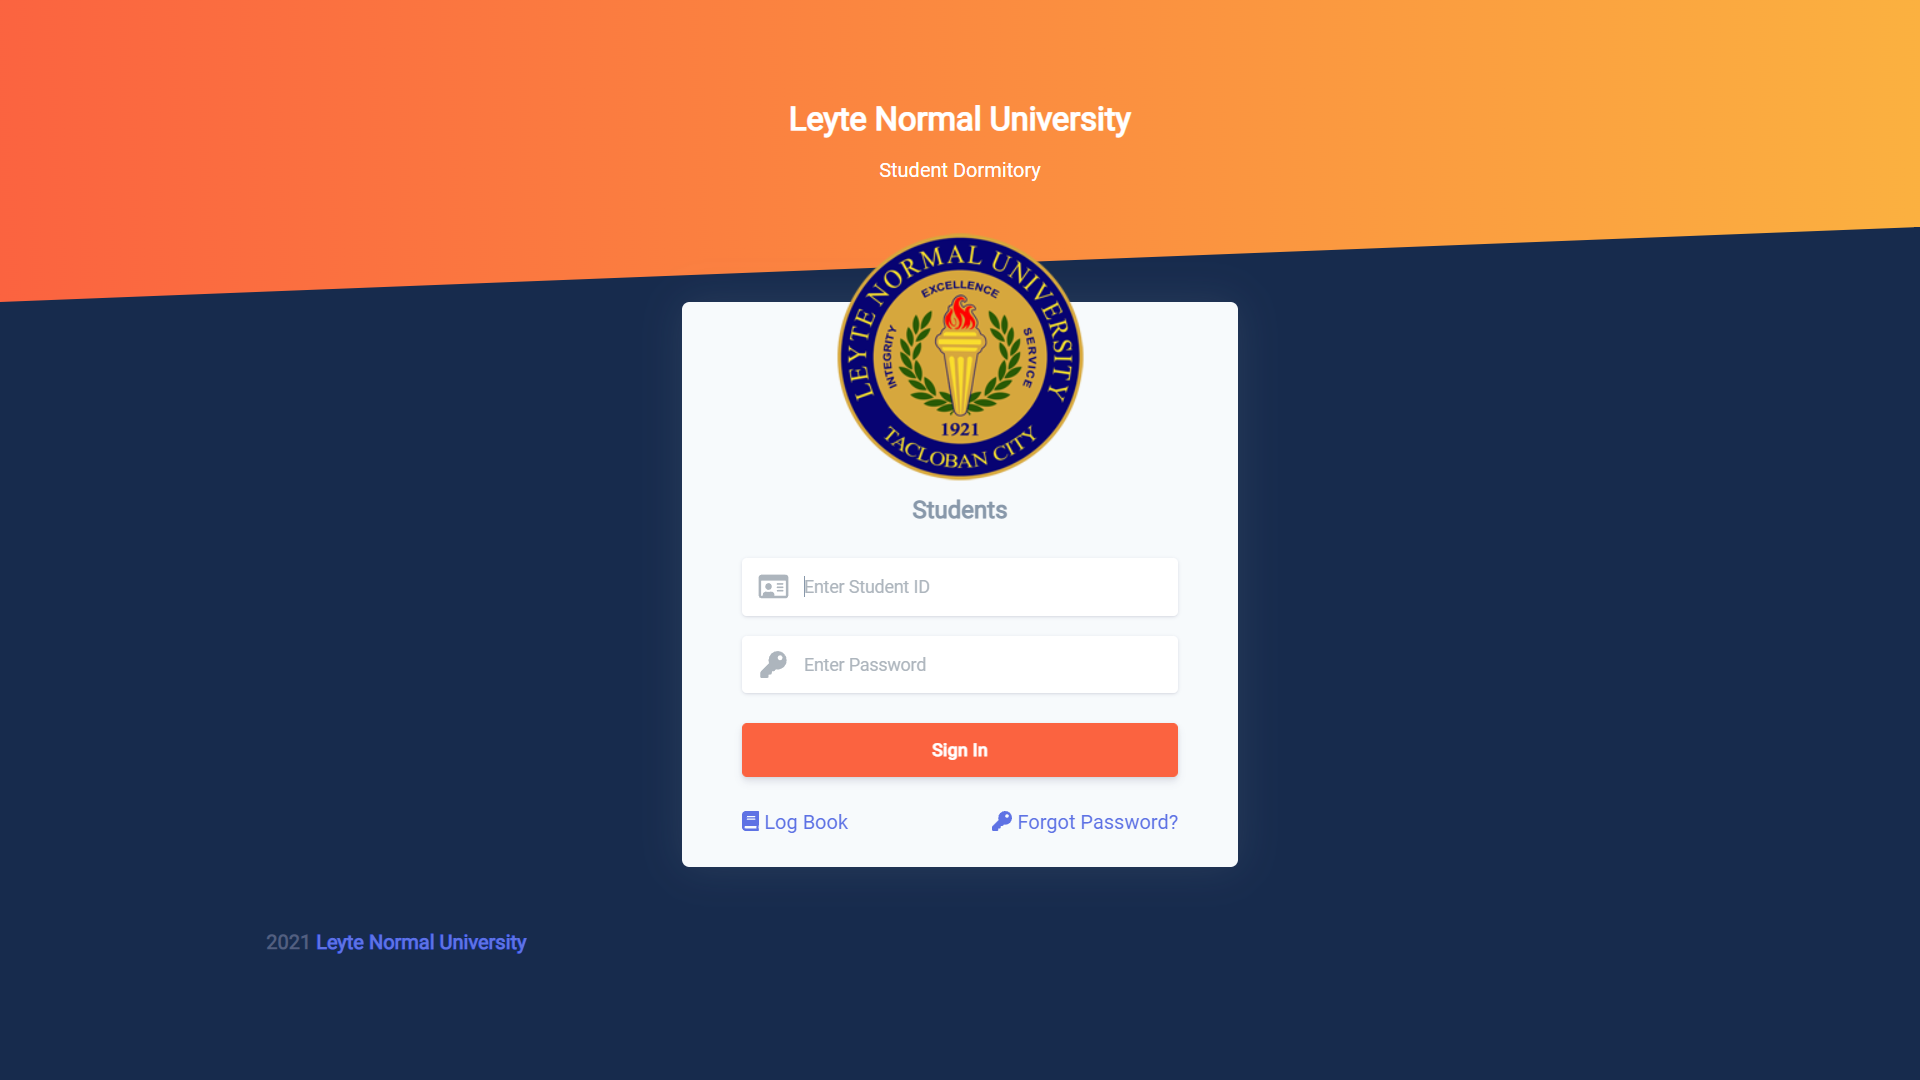 Leyte Normal University
Student Dormitory
LEYTE NORMAL UNIVERSITY
EXCELLENCE
INTEGRITY
SERVICE
1921
TACLOBAN CITY
Students
Enter Student ID
Enter Password
Sign In
Log Book
Forgot Password?
2021 Leyte Normal University